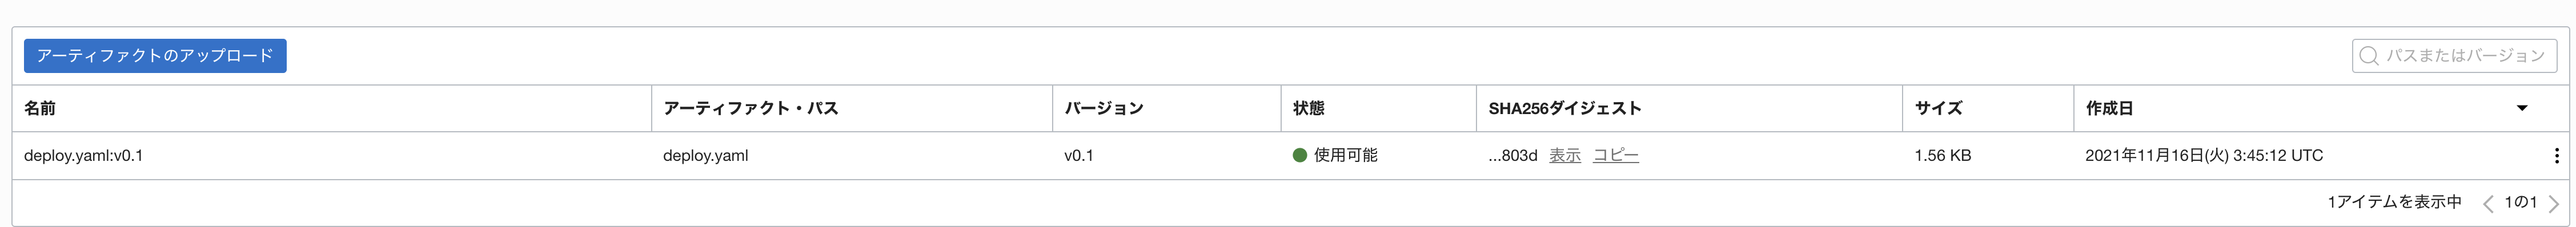 アーティファクトのアップロード パスまたはバージョン
名前 アーティファクト・パス バージョン 状態 SHA256ダイジェスト サイズ 作成日
deploy.yaml:v0.1 deploy.yaml v0.1 使用可能 ...803d 表示 コピー 1.56 KB 2021年11月16日(火) 3:45:12 UTC
1アイテムを表示中 1の1